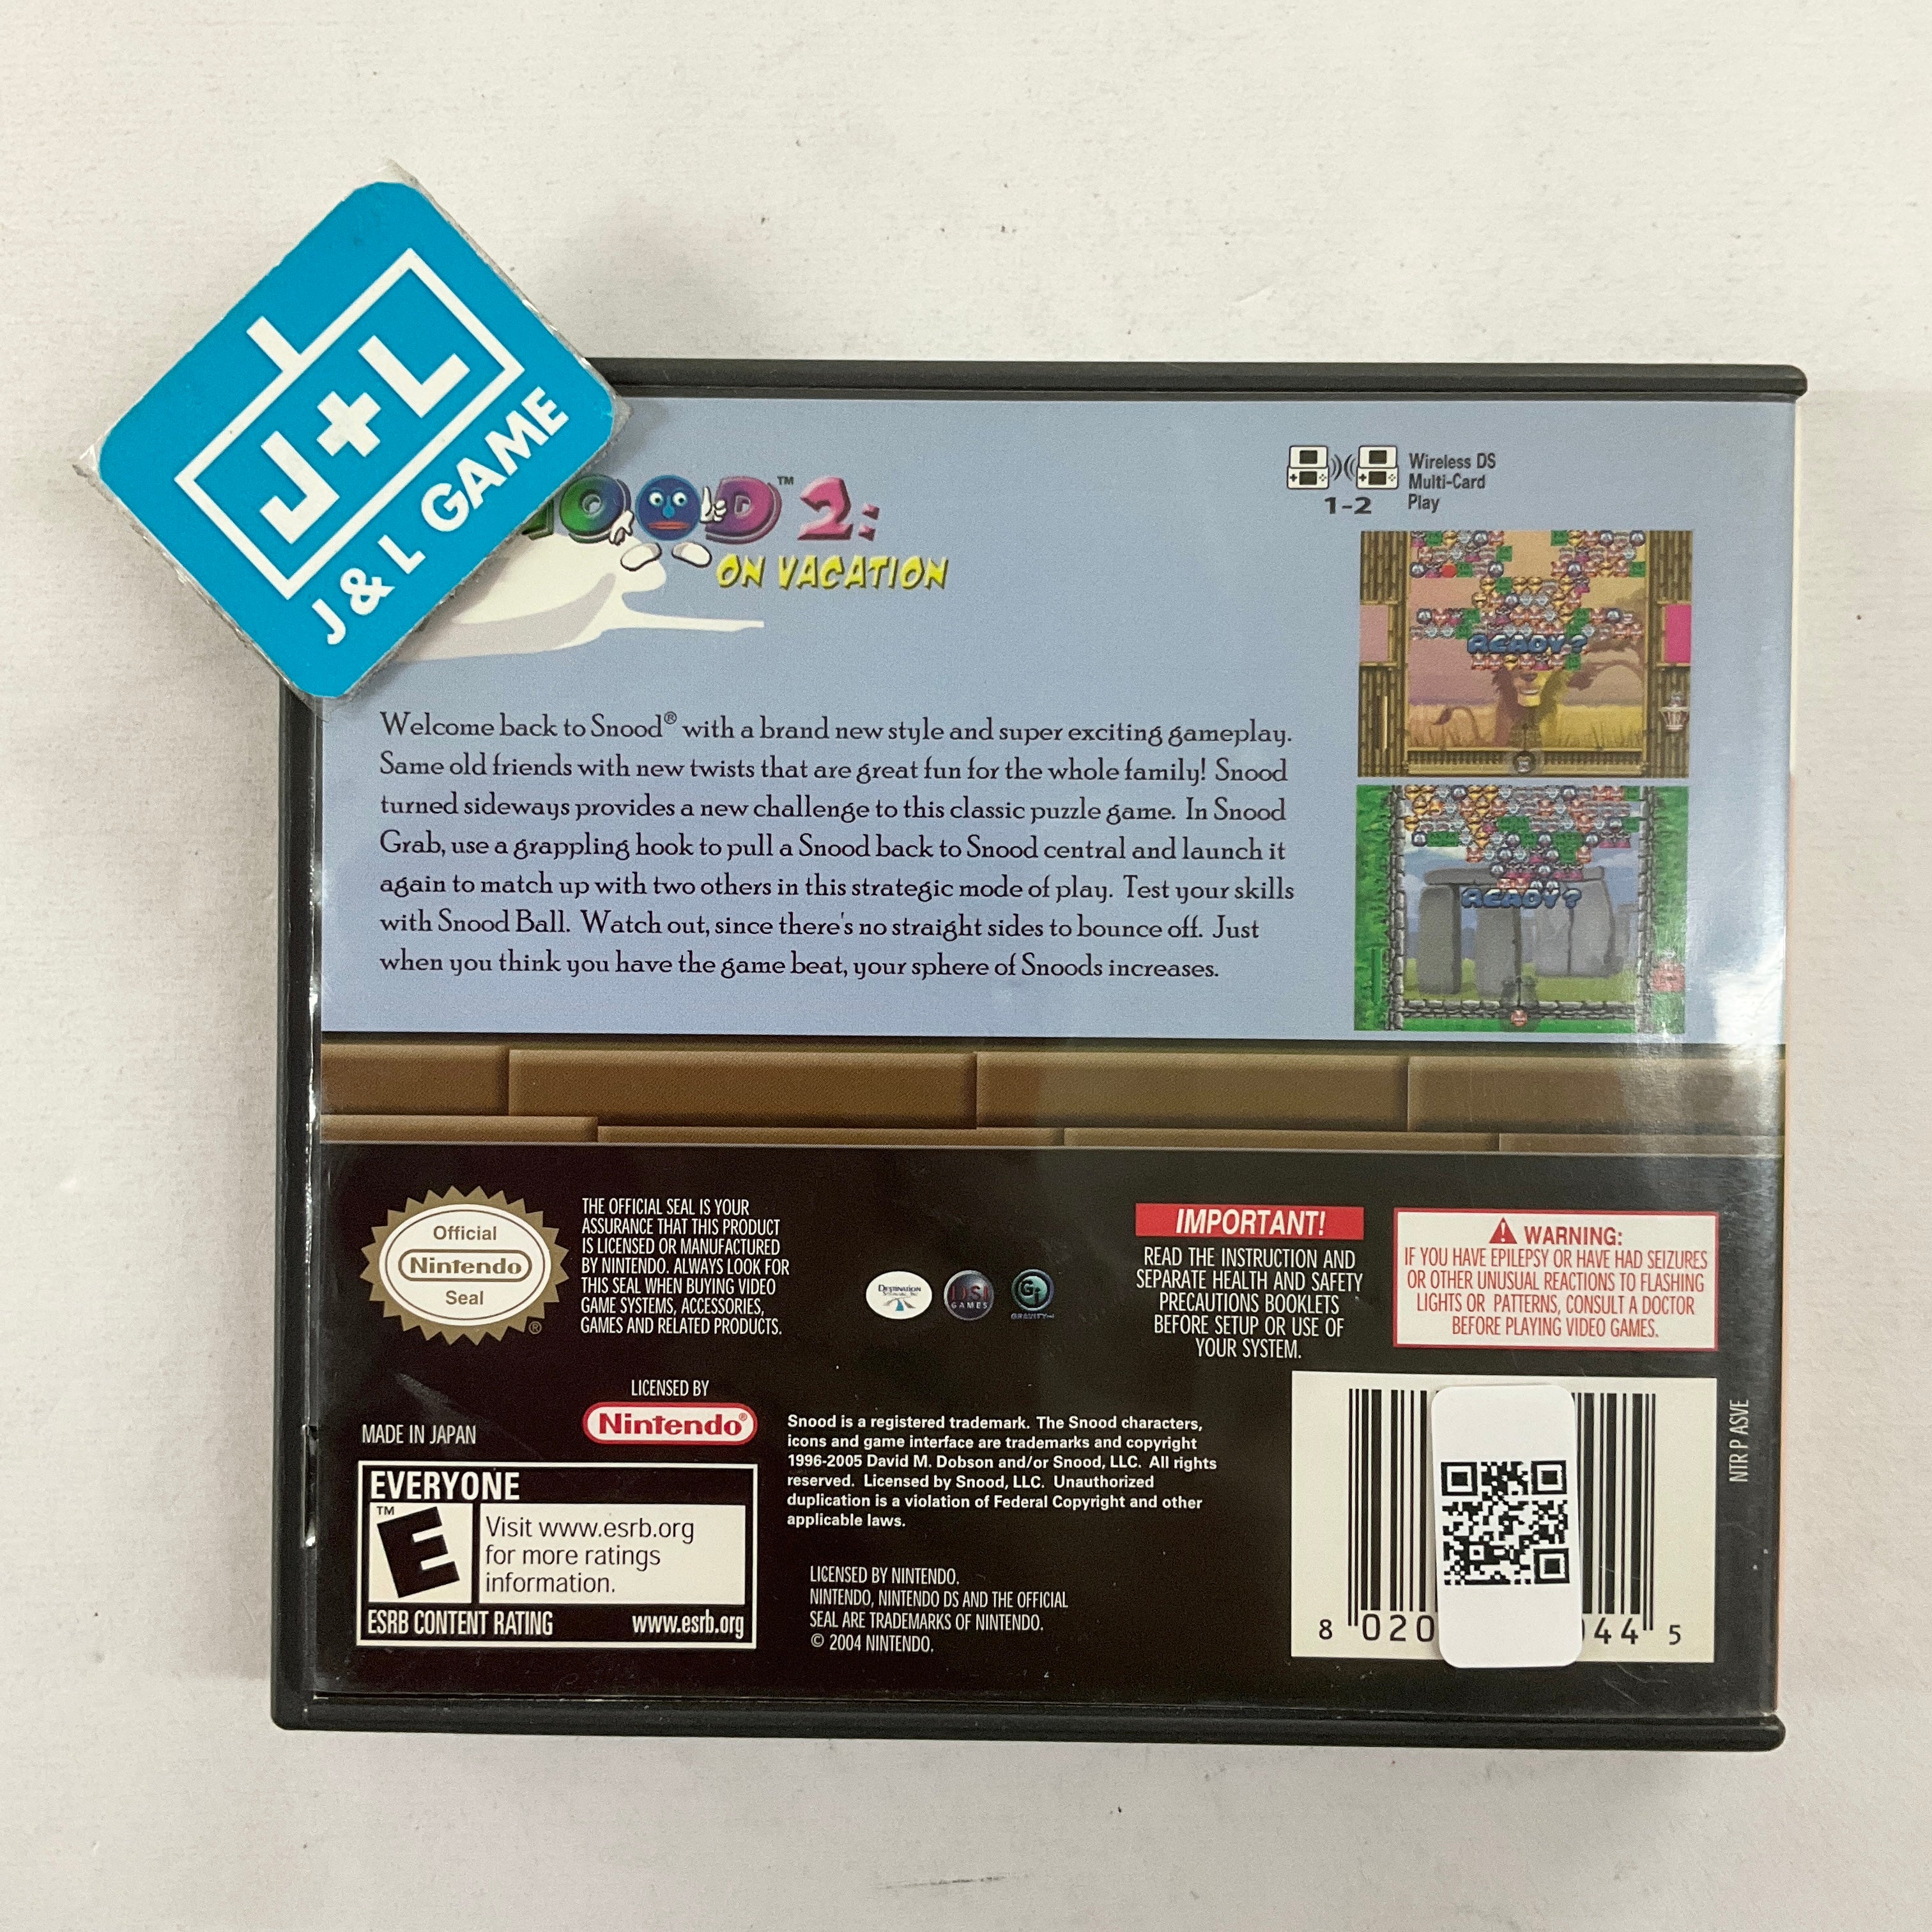 J+L
J & L GAME
OOD™ 2:
ON VACATION
Wireless DS
Multi-Card
Play
1-2
READY?
READY?
Welcome back to Snood® with a brand new style and super exciting gameplay.
Same old friends with new twists that are great fun for the whole family! Snood
turned sideways provides a new challenge to this classic puzzle game. In Snood
Grab, use a grappling hook to pull a Snood back to Snood central and launch it
again to match up with two others in this strategic mode of play. Test your skills
with Snood Ball. Watch out, since there's no straight sides to bounce off. Just
when you think you have the game beat, your sphere of Snoods increases.
Official
Nintendo
Seal
®
THE OFFICIAL SEAL IS YOUR
ASSURANCE THAT THIS PRODUCT
IS LICENSED OR MANUFACTURED
BY NINTENDO. ALWAYS LOOK FOR
THIS SEAL WHEN BUYING VIDEO
GAME SYSTEMS, ACCESSORIES,
GAMES AND RELATED PRODUCTS.
DESTINATION
DSI
GAMES
GI
GRAVITY-I
IMPORTANT!
READ THE INSTRUCTION AND
SEPARATE HEALTH AND SAFETY
PRECAUTIONS BOOKLETS
BEFORE SETUP OR USE OF
YOUR SYSTEM.
WARNING:
IF YOU HAVE EPILEPSY OR HAVE HAD SEIZURES
OR OTHER UNUSUAL REACTIONS TO FLASHING
LIGHTS OR PATTERNS, CONSULT A DOCTOR
BEFORE PLAYING VIDEO GAMES.
LICENSED BY
Nintendo®
MADE IN JAPAN
EVERYONE
™
E
Visit www.esrb.org
for more ratings
information.
ESRB CONTENT RATING www.esrb.org
Snood is a registered trademark. The Snood characters,
icons and game interface are trademarks and copyright
1996-2005 David M. Dobson and/or Snood, LLC. All rights
reserved. Licensed by Snood, LLC. Unauthorized
duplication is a violation of Federal Copyright and other
applicable laws.
LICENSED BY NINTENDO.
NINTENDO, NINTENDO DS AND THE OFFICIAL
SEAL ARE TRADEMARKS OF NINTENDO.
© 2004 NINTENDO.
8 020 44 5
NTR P ASVE